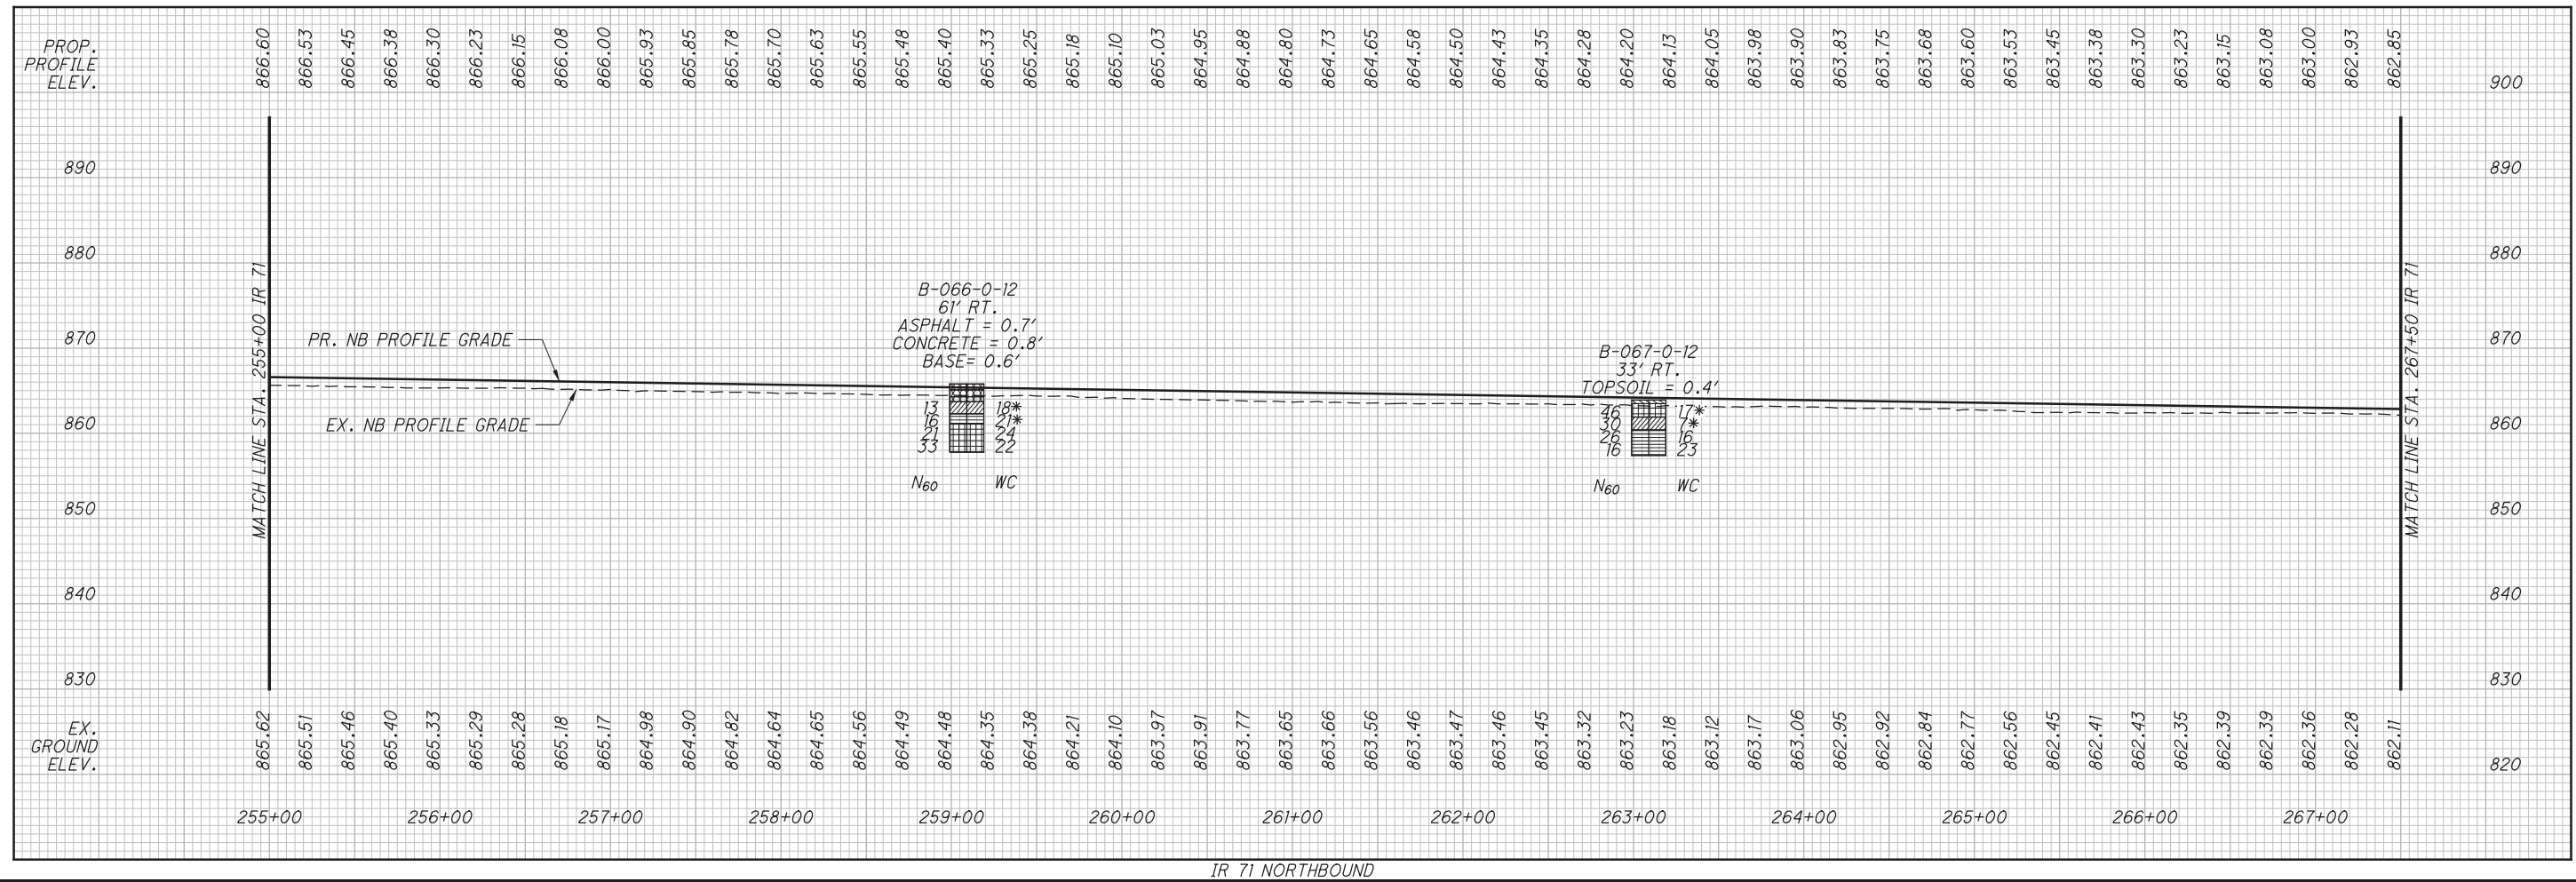 PROP.
PROFILE
ELEV.
866.60 866.53 866.45 866.38 866.30 866.23 866.15 866.08 866.00 865.93 865.85 865.78 865.70 865.63 865.55 865.48 865.40 865.33 865.25 865.18 865.10 865.03 864.95 864.88 864.80 864.73 864.65 864.58 864.50 864.43 864.35 864.28 864.20 864.13 864.05 863.98 863.90 863.83 863.75 863.68 863.60 863.53 863.45 863.38 863.30 863.23 863.15 863.08 863.00 862.93 862.85
900
890 890
880 880
870 870
860 860
850 850
840 840
830 830
820
MATCH LINE STA. 255+00 IR 71
PR. NB PROFILE GRADE
EX. NB PROFILE GRADE
B-066-0-12
61' RT.
ASPHALT = 0.7'
CONCRETE = 0.8'
BASE= 0.6'
13 18*
16 21*
21 24
33 22
N60 WC
B-067-0-12
33' RT.
TOPSOIL = 0.4'
46 17*
30 7*
26 16
16 23
N60 WC
MATCH LINE STA. 267+50 IR 71
EX.
GROUND
ELEV.
865.62 865.51 865.46 865.40 865.33 865.29 865.28 865.18 865.17 864.98 864.90 864.82 864.64 864.65 864.56 864.49 864.48 864.35 864.38 864.21 864.10 863.97 863.91 863.77 863.65 863.66 863.56 863.46 863.47 863.46 863.45 863.32 863.23 863.18 863.12 863.17 863.06 862.95 862.92 862.84 862.77 862.56 862.45 862.41 862.43 862.35 862.39 862.39 862.36 862.28 862.11
255+00 256+00 257+00 258+00 259+00 260+00 261+00 262+00 263+00 264+00 265+00 266+00 267+00
IR 71 NORTHBOUND